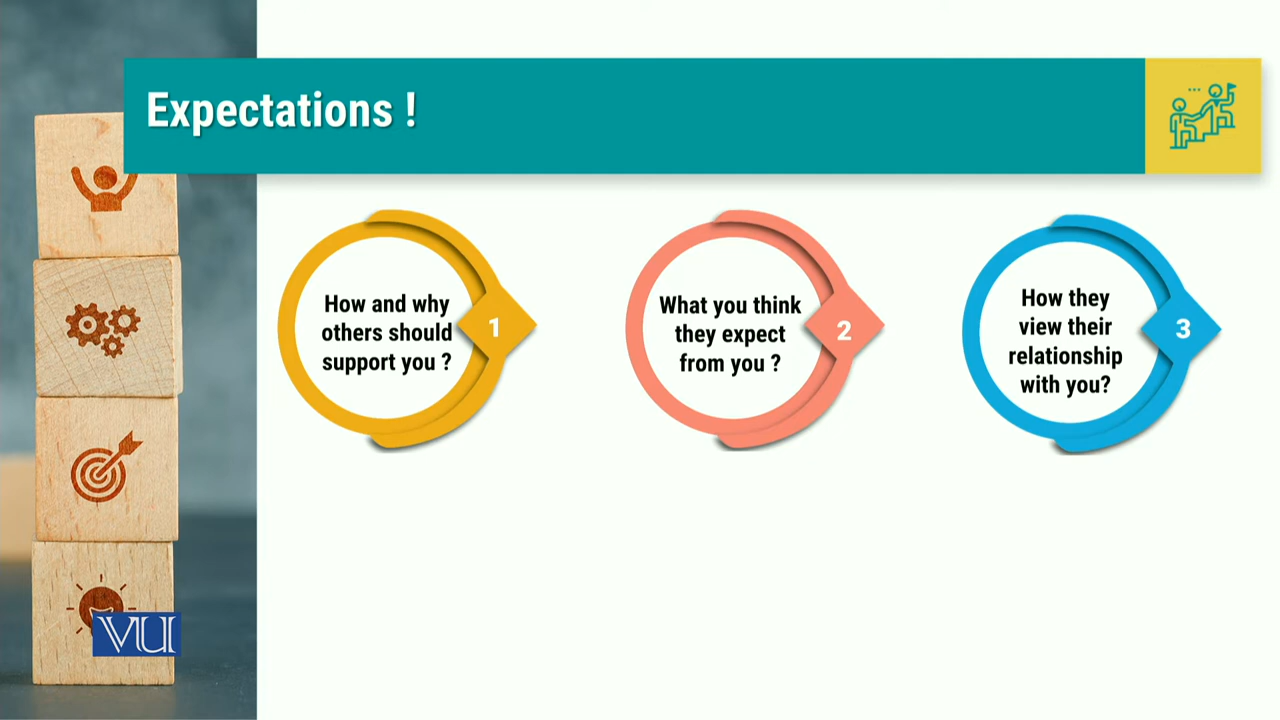 Expectations !
How and why
others should
support you ?
1
What you think
they expect
from you ?
2
How they
view their
relationship
with you?
3
VU